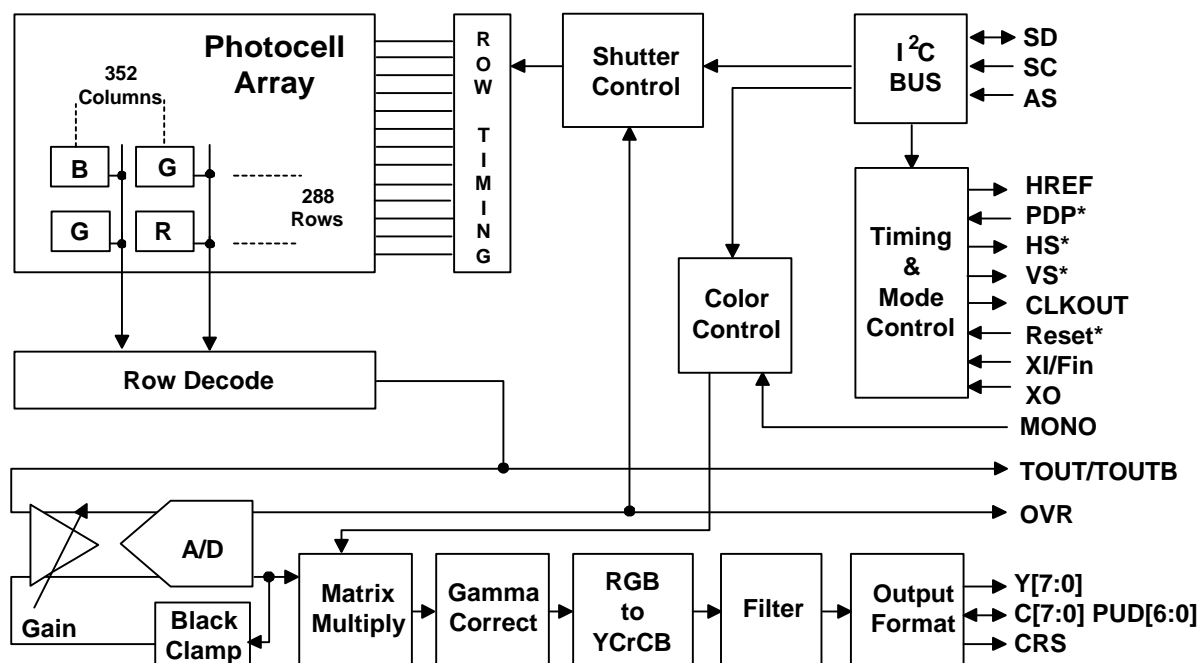 Photocell
Array
352
Columns
B
G
G
R
288
Rows
ROW TIMING
Shutter
Control
I²C
BUS
SD
SC
AS
HREF
PDP*
HS*
VS*
CLKOUT
Reset*
XI/Fin
XO
MONO
Timing
&
Mode
Control
Color
Control
Row Decode
TOUT/TOUTB
OVR
A/D
Gain
Black
Clamp
Matrix
Multiply
Gamma
Correct
RGB
to
YCrCB
Filter
Output
Format
Y[7:0]
C[7:0] PUD[6:0]
CRS